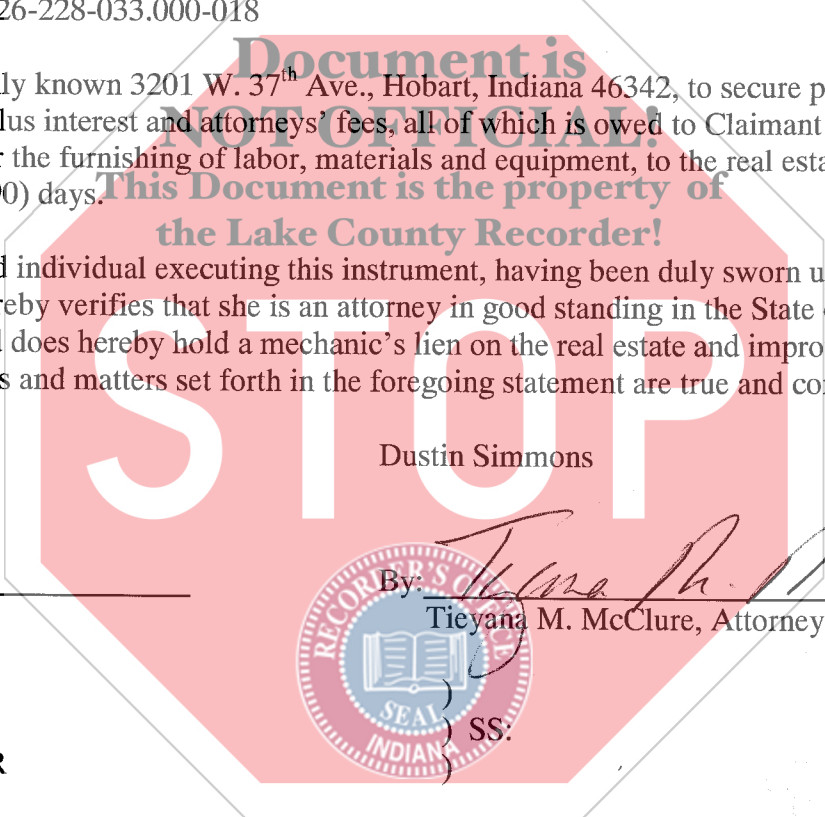 26-228-033.000-018
Document is
ly known 3201 W. 37th Ave., Hobart, Indiana 46342, to secure p
NOT OFFICIAL!
lus interest and attorneys' fees, all of which is owed to Claimant
r the furnishing of labor, materials and equipment, to the real esta
0) days.
This Document is the property of
the Lake County Recorder!
d individual executing this instrument, having been duly sworn u
reby verifies that she is an attorney in good standing in the State
l does hereby hold a mechanic's lien on the real estate and impro
s and matters set forth in the foregoing statement are true and co
STOP
Dustin Simmons
By:
Tieyana M. McClure, Attorney
RECORDER'S OFFICE
SEAL
INDIANA
)
) SS:
)
R